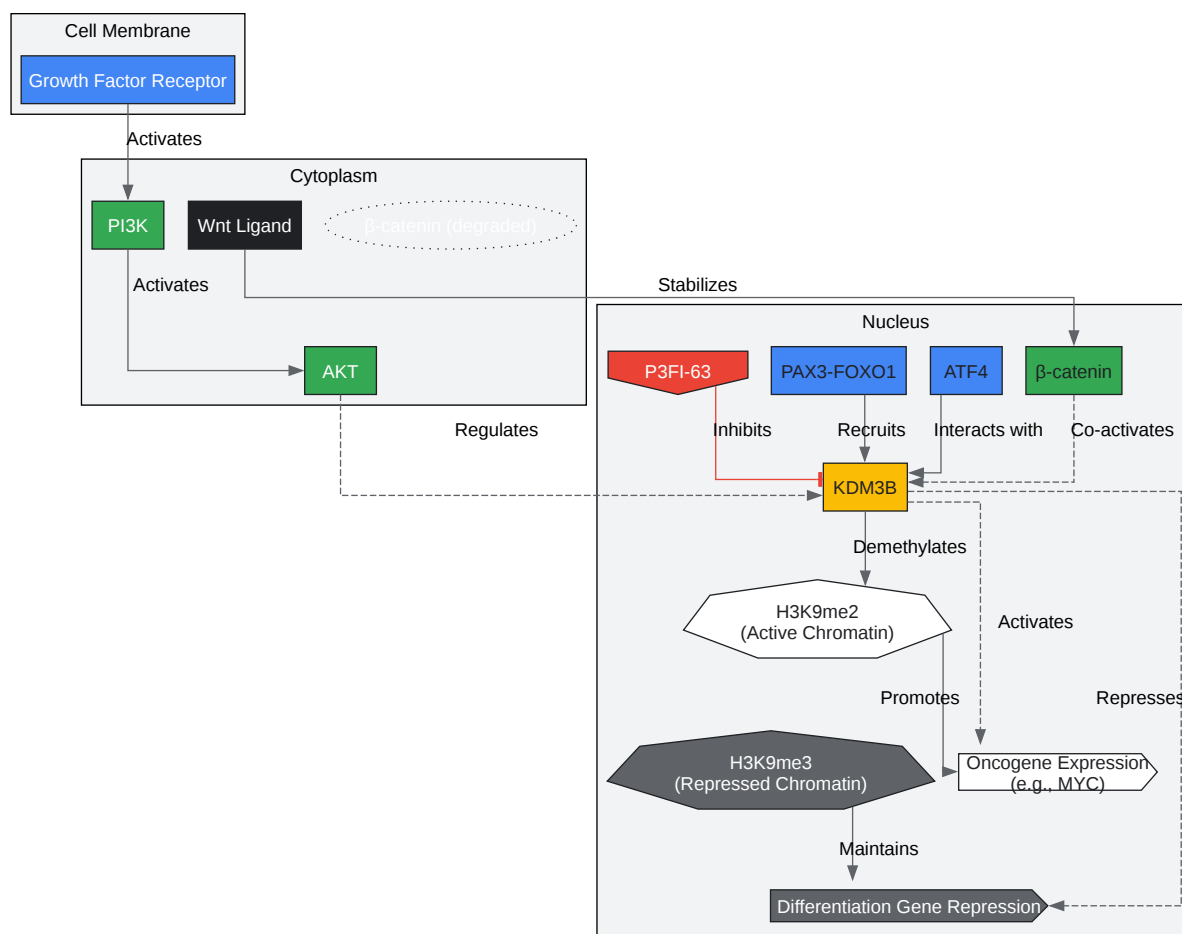 Cell Membrane
Growth Factor Receptor
Activates
Cytoplasm
PI3K
Wnt Ligand
β-catenin (degraded)
Activates
Stabilizes
Nucleus
AKT
P3FI-63
PAX3-FOXO1
ATF4
β-catenin
Regulates
Inhibits
Recruits
Interacts with
Co-activates
KDM3B
Demethylates
H3K9me2
(Active Chromatin)
Activates
Promotes
Represses
H3K9me3
(Repressed Chromatin)
Oncogene Expression
(e.g., MYC)
Maintains
Differentiation Gene Repression